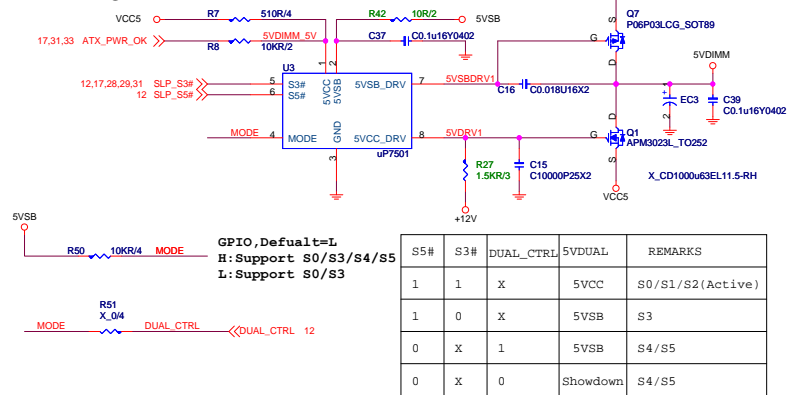 VCC5 R7 510R/4 R42 10R/2 5VSB
17,31,33 ATX_PWR_OK R8 10KR/2 5VDIMM_5V C37 C0.1u16Y0402
Q7
P06P03LCG_SOT89
S G D
5VDIMM
U3
1 2
12,17,28,29,31 SLP_S3# 5 S3# 5VCC 5VSB 5VSB_DRV 7 5VSBDRV1
12 SLP_S5# 6 S5#
C16 C0.018U16X2
+ EC3 2 C39
C0.1u16Y0402
MODE 4 MODE GND 5VCC_DRV 8 5VDRV1
3 uP7501
D G S Q1
APM3023L_TO252
R27
1.5KR/3
C15
C10000P25X2
X_CD1000u63EL11.5-RH
VCC5
+12V
5VSB
R50 10KR/4 MODE
GPIO,Defualt=L
H:Support S0/S3/S4/S5
L:Support S0/S3
R51
X_0/4
MODE DUAL_CTRL DUAL_CTRL 12
S5# S3# DUAL_CTRL 5VDUAL REMARKS
1 1 X 5VCC S0/S1/S2(Active)
1 0 X 5VSB S3
0 X 1 5VSB S4/S5
0 X 0 Showdown S4/S5